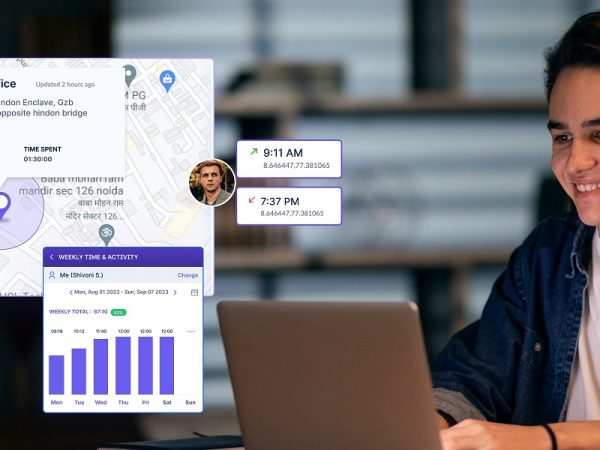 ice
Updated 2 hours ago
ndon Enclave, Gzb
opposite hindon bridge
TIME SPENT
01:30:00
M PG
म पीजी
Baba mohan ram
mandir sec 126 noida
बाबा मोहन राम
मंदिर सेक्टर 126...
9:11 AM
8.646447,77.381065
7:37 PM
8.646447,77.381065
WEEKLY TIME & ACTIVITY
Me (Shivani S.)
Change
Mon, Aug 01 2023 - Sun, Sep 07 2023
WEEKLY TOTAL : 67:10
09:18 10:12 11:40 12:00 12:00 12:00 --:--
Mon Tue Wed Thu Fri Sat Sun